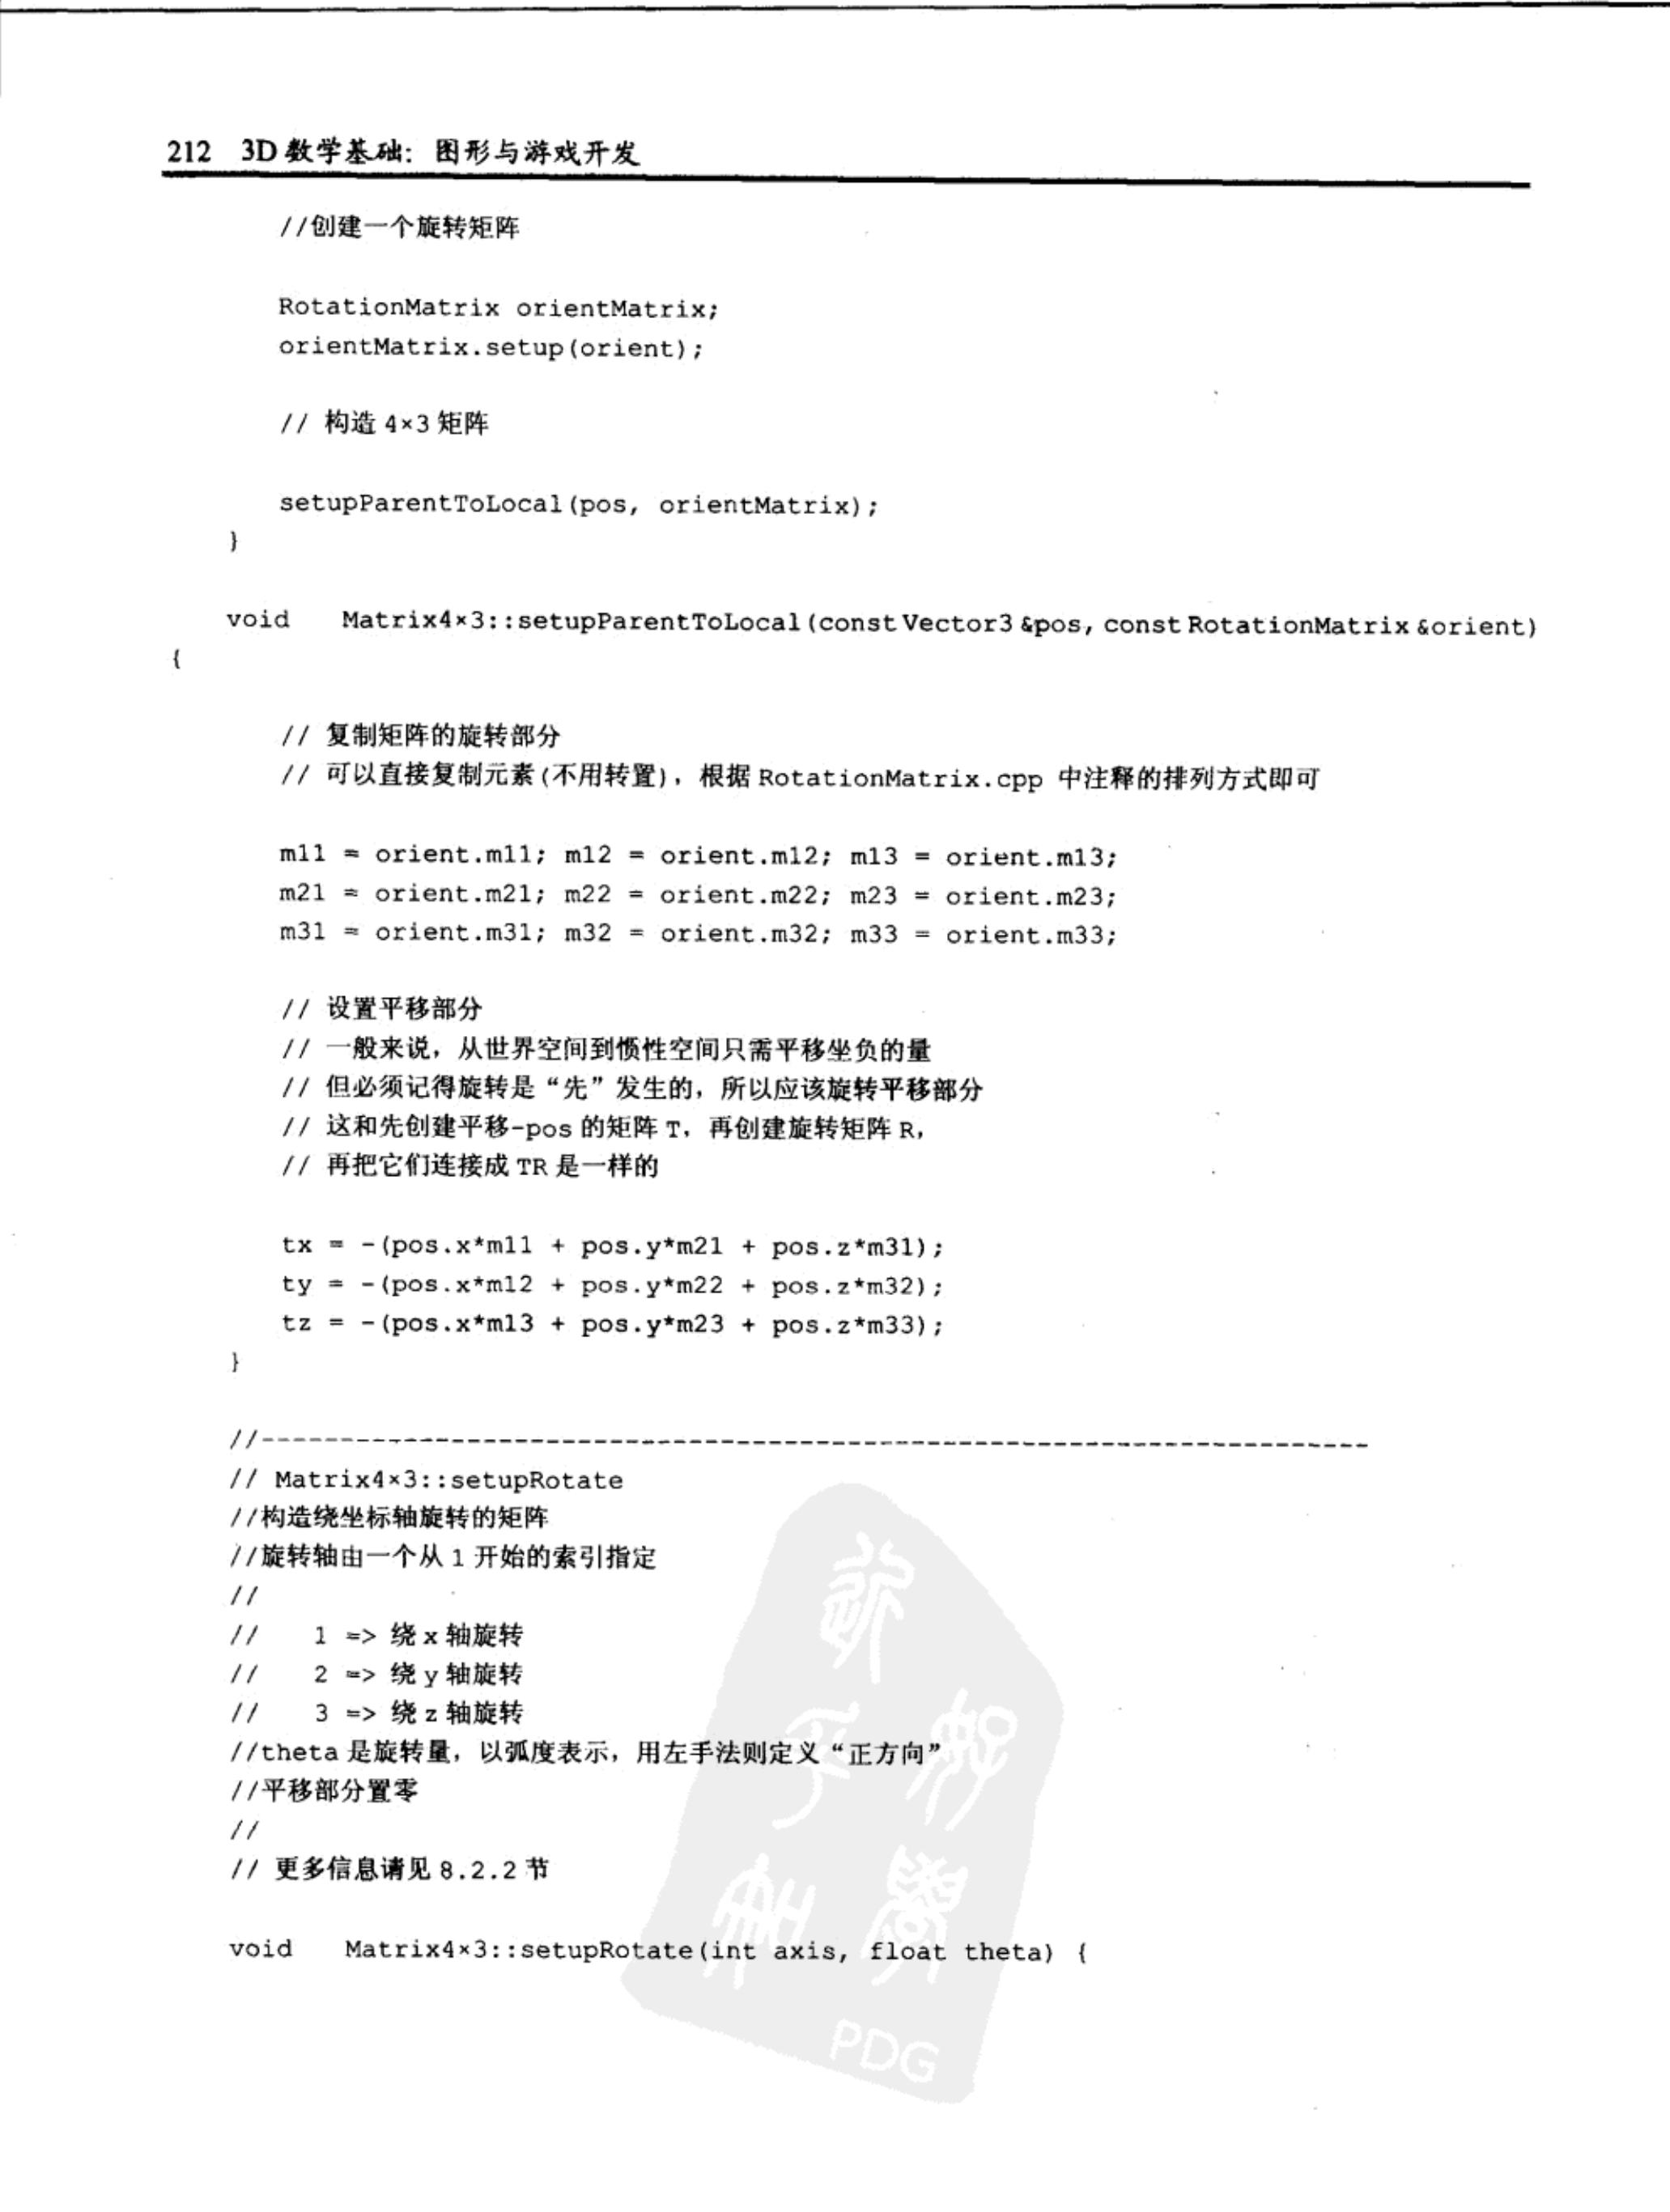 212 3D 数学基础：图形与游戏开发
//创建一个旋转矩阵
RotationMatrix orientMatrix;
orientMatrix.setup(orient);
// 构造 4×3 矩阵
setupParentToLocal(pos, orientMatrix);
}
void Matrix4×3::setupParentToLocal(const Vector3 &pos, const RotationMatrix &orient)
{
// 复制矩阵的旋转部分
// 可以直接复制元素(不用转置)，根据 RotationMatrix.cpp 中注释的排列方式即可
m11 = orient.m11; m12 = orient.m12; m13 = orient.m13;
m21 = orient.m21; m22 = orient.m22; m23 = orient.m23;
m31 = orient.m31; m32 = orient.m32; m33 = orient.m33;
// 设置平移部分
// 一般来说，从世界空间到惯性空间只需平移坐负的量
// 但必须记得旋转是“先”发生的，所以应该旋转平移部分
// 这和先创建平移-pos 的矩阵 T，再创建旋转矩阵 R，
// 再把它们连接成 TR 是一样的
tx = -(pos.x*m11 + pos.y*m21 + pos.z*m31);
ty = -(pos.x*m12 + pos.y*m22 + pos.z*m32);
tz = -(pos.x*m13 + pos.y*m23 + pos.z*m33);
}
//----------------------------------------------------------------------
// Matrix4×3::setupRotate
//构造绕坐标轴旋转的矩阵
//旋转轴由一个从 1 开始的索引指定
//
// 1 => 绕 x 轴旋转
// 2 => 绕 y 轴旋转
// 3 => 绕 z 轴旋转
//theta 是旋转量，以弧度表示，用左手法则定义“正方向”
//平移部分置零
//
// 更多信息请见 8.2.2 节
void Matrix4×3::setupRotate(int axis, float theta) {
PDG